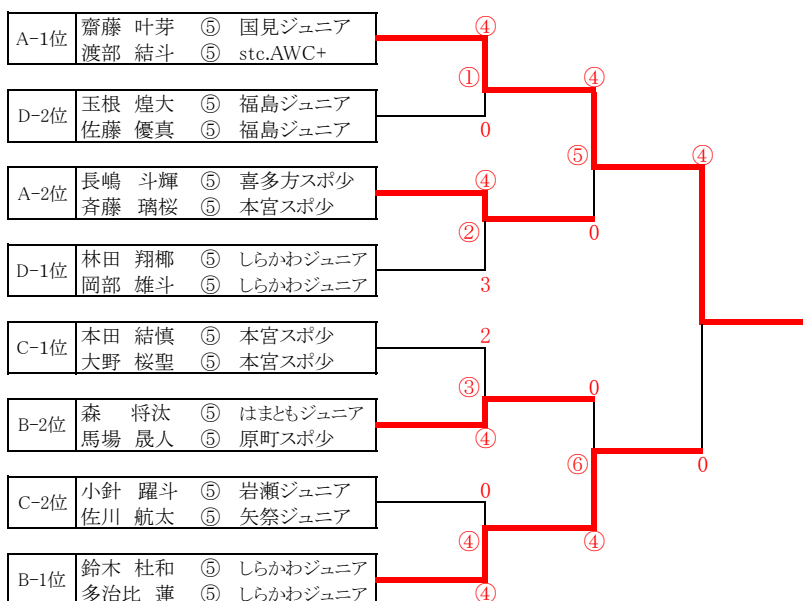 A-1位 齋藤 叶芽 ⑤ 国見ジュニア
渡部 結斗 ⑤ stc.AWC+
D-2位 玉根 煌大 ⑤ 福島ジュニア
佐藤 優真 ⑤ 福島ジュニア
A-2位 長嶋 斗輝 ⑤ 喜多方スポ少
斉藤 璃桜 ⑤ 本宮スポ少
D-1位 林田 翔椰 ⑤ しらかわジュニア
岡部 雄斗 ⑤ しらかわジュニア
C-1位 本田 結慎 ⑤ 本宮スポ少
大野 桜聖 ⑤ 本宮スポ少
B-2位 森 将汰 ⑤ はまともジュニア
馬場 晟人 ⑤ 原町スポ少
C-2位 小針 躍斗 ⑤ 岩瀬ジュニア
佐川 航太 ⑤ 矢祭ジュニア
B-1位 鈴木 杜和 ⑤ しらかわジュニア
多治比 蓮 ⑤ しらかわジュニア
④
①
0
④
②
3
2
③
④
0
④
④
④
⑤
0
0
⑥
④
④
0